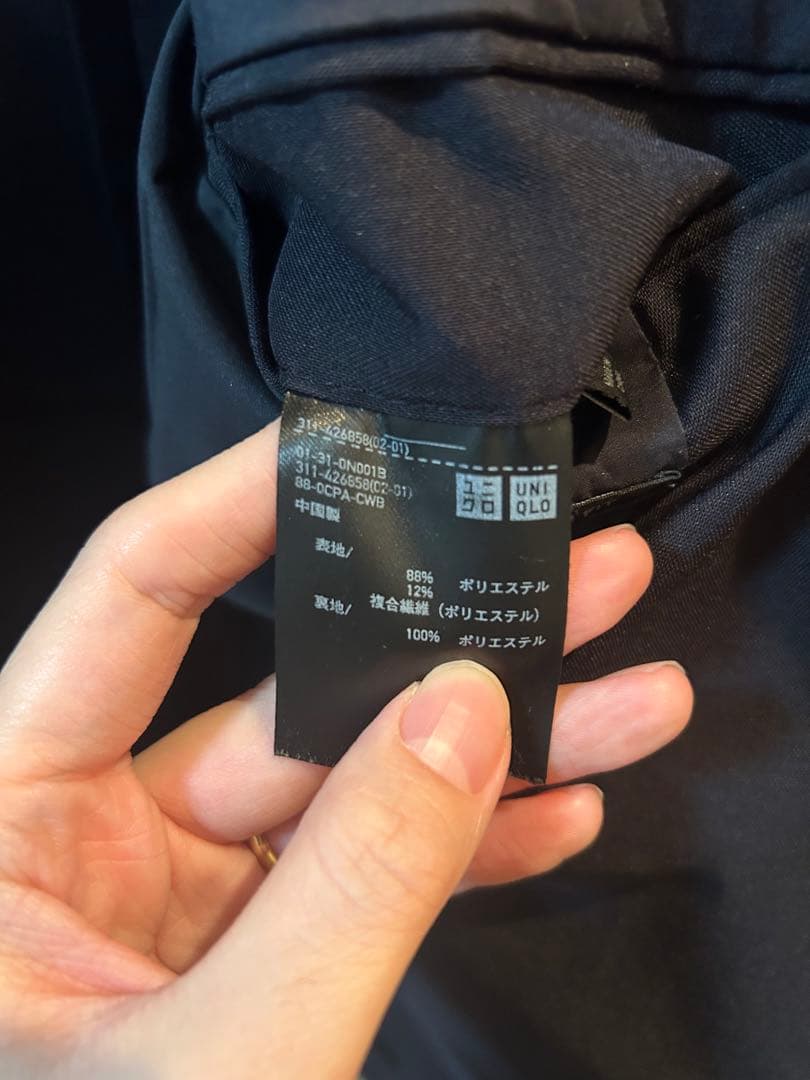 311-426858(02-01)
01-31-0N001B
311-426858(02-01)
88-0CPA-CWB
中国製
ユニ
クロ
UNI
QLO
表地/
88% ポリエステル
12%
複合繊維(ポリエステル)
裏地/
100% ポリエステル